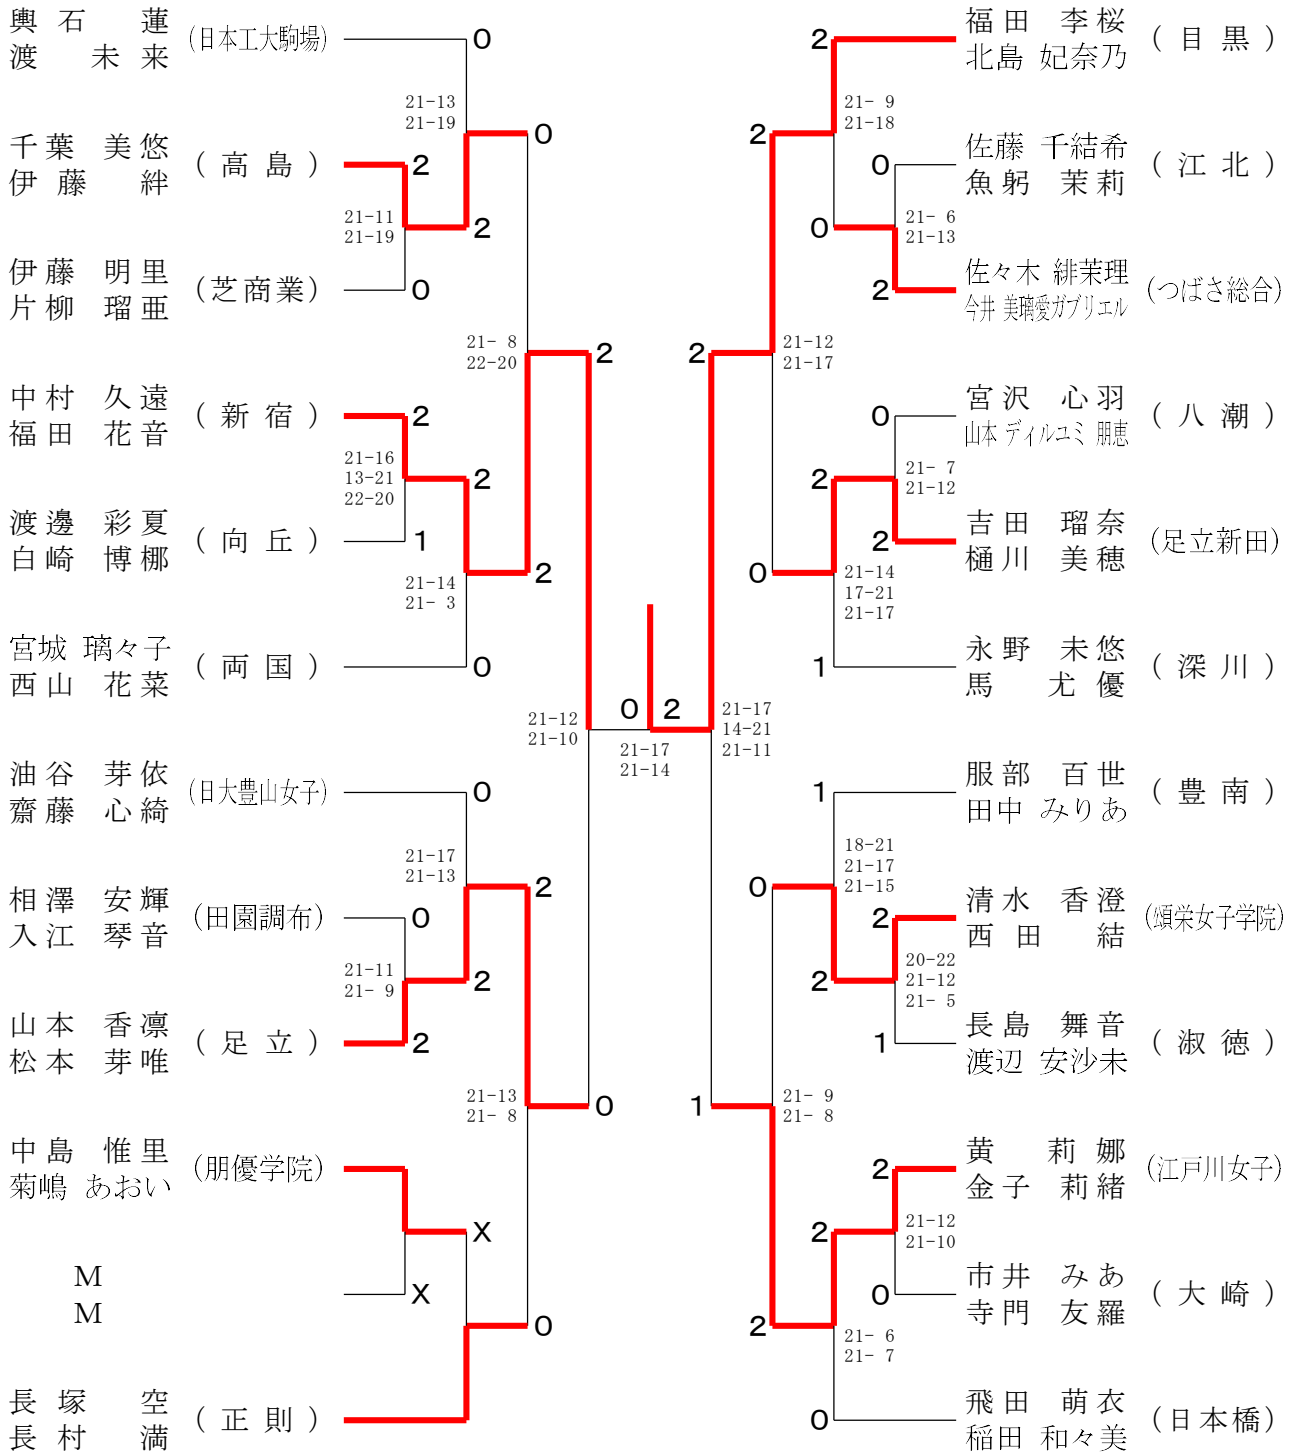 輿石 蓮
渡 未来
(日本工大駒場)
0
21-13
21-19
千葉 美悠
伊藤 絆
(高島)
2
0
21-11
21-19
2
伊藤 明里
片柳 瑠亜
(芝商業)
0
21- 8
22-20
2
中村 久遠
福田 花音
(新宿)
2
21-16
13-21
22-20
2
渡邊 彩夏
白崎 博梛
(向丘)
1
21-14
21- 3
2
宮城 璃々子
西山 花菜
(両国)
0
21-12
21-10
油谷 芽依
齋藤 心綺
(日大豊山女子)
0
21-17
21-13
2
相澤 安輝
入江 琴音
(田園調布)
0
21-11
21- 9
2
山本 香凛
松本 芽唯
(足立)
2
21-13
21- 8
0
中島 惟里
菊嶋 あおい
(朋優学院)
X
M
M
X
0
長塚 空
長村 満
(正則)
0 2
21-17
21-14
福田 李桜
北島 妃奈乃
(目黒)
2
21- 9
21-18
2
佐藤 千結希
魚躬 茉莉
(江北)
0
21- 6
21-13
0
佐々木 緋茉理
今井 美璃愛ガブリエル
(つばさ総合)
2
21-12
21-17
2
宮沢 心羽
山本 ディルユミ 朋恵
(八潮)
0
21- 7
21-12
2
吉田 瑠奈
樋川 美穂
(足立新田)
2
21-14
17-21
21-17
0
永野 未悠
馬 尤優
(深川)
1
21-17
14-21
21-11
服部 百世
田中 みりあ
(豊南)
1
18-21
21-17
21-15
0
清水 香澄
西田 結
(頌栄女子学院)
2
20-22
21-12
21- 5
2
長島 舞音
渡辺 安沙未
(淑徳)
1
21- 9
21- 8
1
黄 莉娜
金子 莉緒
(江戸川女子)
2
21-12
21-10
2
市井 みあ
寺門 友羅
(大崎)
0
21- 6
21- 7
2
飛田 萌衣
稲田 和々美
(日本橋)
0